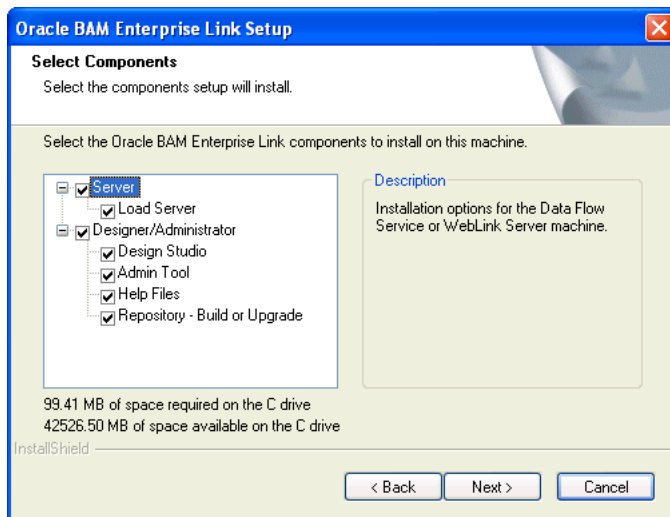 Oracle BAM Enterprise Link Setup
Select Components
Select the components setup will install.
Select the Oracle BAM Enterprise Link components to install on this machine.
Server
Load Server
Designer/Administrator
Design Studio
Admin Tool
Help Files
Repository - Build or Upgrade
Description
Installation options for the Data Flow
Service or WebLink Server machine.
99.41 MB of space required on the C drive
42526.50 MB of space available on the C drive
InstallShield
< Back
Next >
Cancel